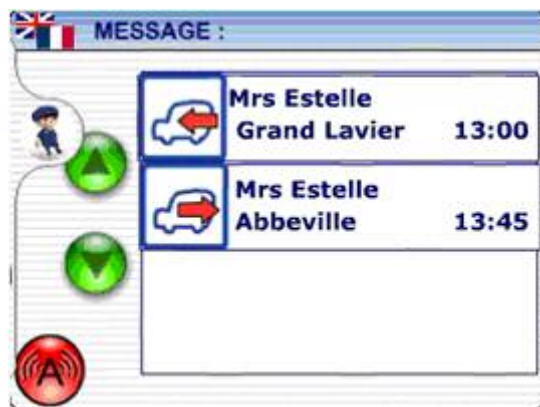 MESSAGE :
Mrs Estelle
Grand Lavier 13:00
Mrs Estelle
Abbeville 13:45
A